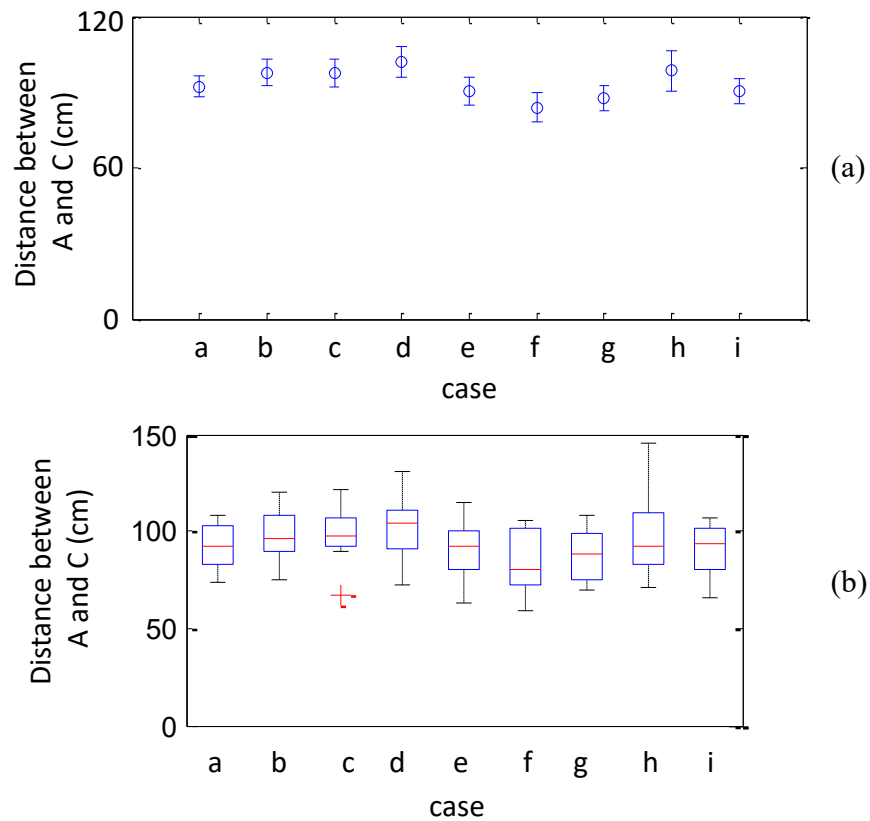 120
60
0
Distance between
A and C (cm)
a b c d e f g h i
case
(a)
150
100
50
0
Distance between
A and C (cm)
a b c d e f g h i
case
(b)